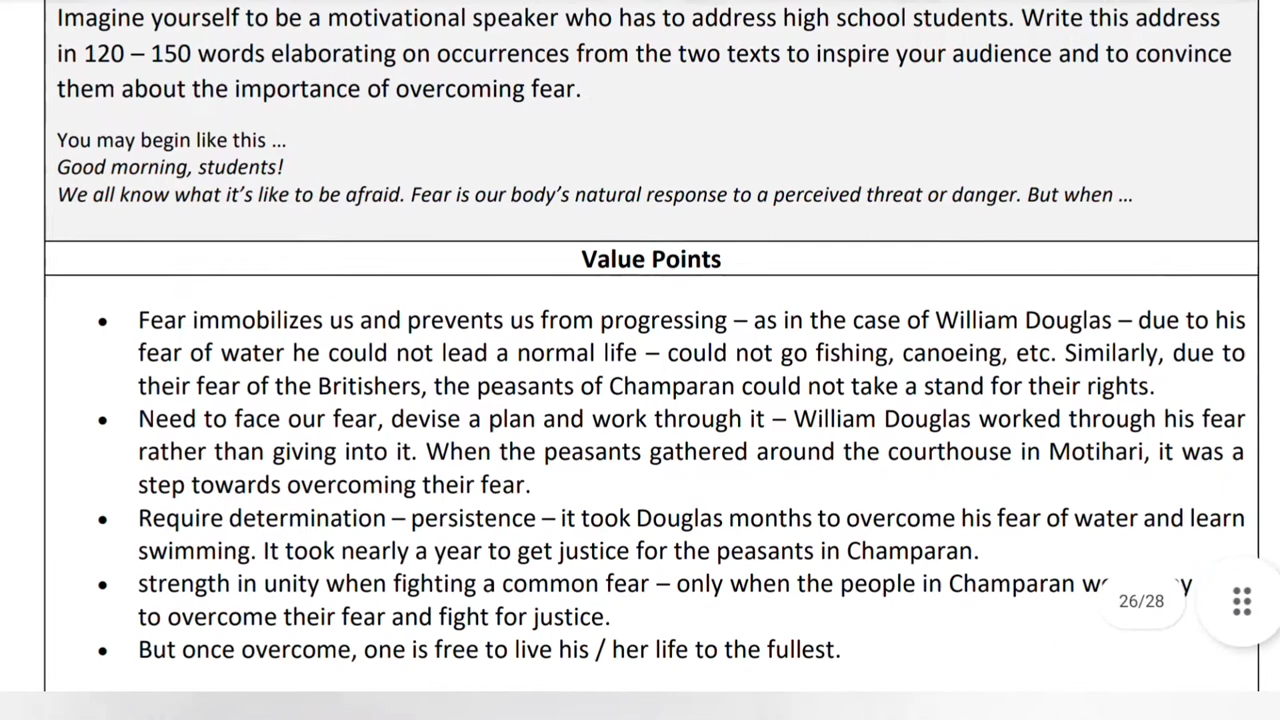 Imagine yourself to be a motivational speaker who has to address high school students. Write this address
in 120 – 150 words elaborating on occurrences from the two texts to inspire your audience and to convince
them about the importance of overcoming fear.
You may begin like this …
Good morning, students!
We all know what it’s like to be afraid. Fear is our body’s natural response to a perceived threat or danger. But when …
Value Points
• Fear immobilizes us and prevents us from progressing – as in the case of William Douglas – due to his
fear of water he could not lead a normal life – could not go fishing, canoeing, etc. Similarly, due to
their fear of the Britishers, the peasants of Champaran could not take a stand for their rights.
• Need to face our fear, devise a plan and work through it – William Douglas worked through his fear
rather than giving into it. When the peasants gathered around the courthouse in Motihari, it was a
step towards overcoming their fear.
• Require determination – persistence – it took Douglas months to overcome his fear of water and learn
swimming. It took nearly a year to get justice for the peasants in Champaran.
• strength in unity when fighting a common fear – only when the people in Champaran
to overcome their fear and fight for justice.
26/28
• But once overcome, one is free to live his / her life to the fullest.